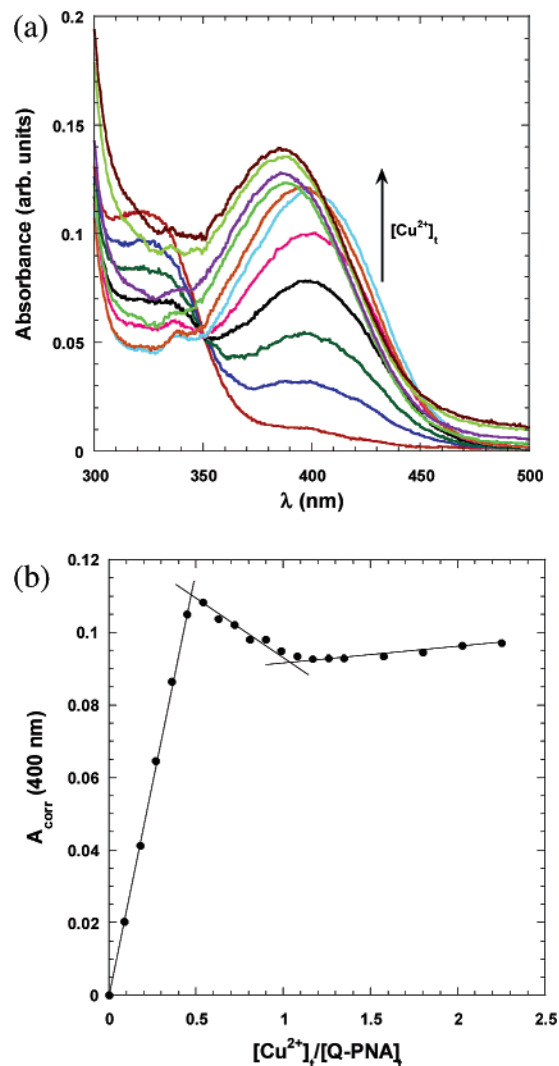 (a)
0.2
0.15
0.1
0.05
0
Absorbance (arb. units)
[Cu²⁺]ₜ
300 350 400 450 500
λ (nm)
(b)
0.12
0.1
0.08
0.06
0.04
0.02
0
A_corr (400 nm)
0 0.5 1 1.5 2 2.5
[Cu²⁺]ₜ/[Q-PNA]ₜ